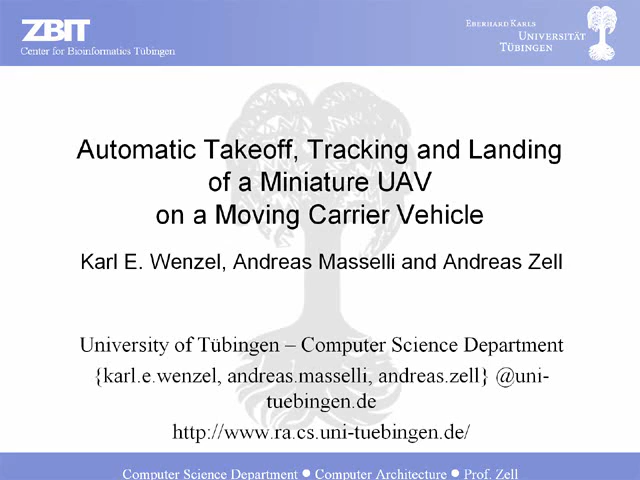 ZBIT
Center for Bioinformatics Tübingen
EBERHARD KARLS
UNIVERSITÄT
TÜBINGEN
Automatic Takeoff, Tracking and Landing
of a Miniature UAV
on a Moving Carrier Vehicle
Karl E. Wenzel, Andreas Masselli and Andreas Zell
University of Tübingen – Computer Science Department
{karl.e.wenzel, andreas.masselli, andreas.zell} @uni-
tuebingen.de
http://www.ra.cs.uni-tuebingen.de/
Computer Science Department ● Computer Architecture ● Prof. Zell